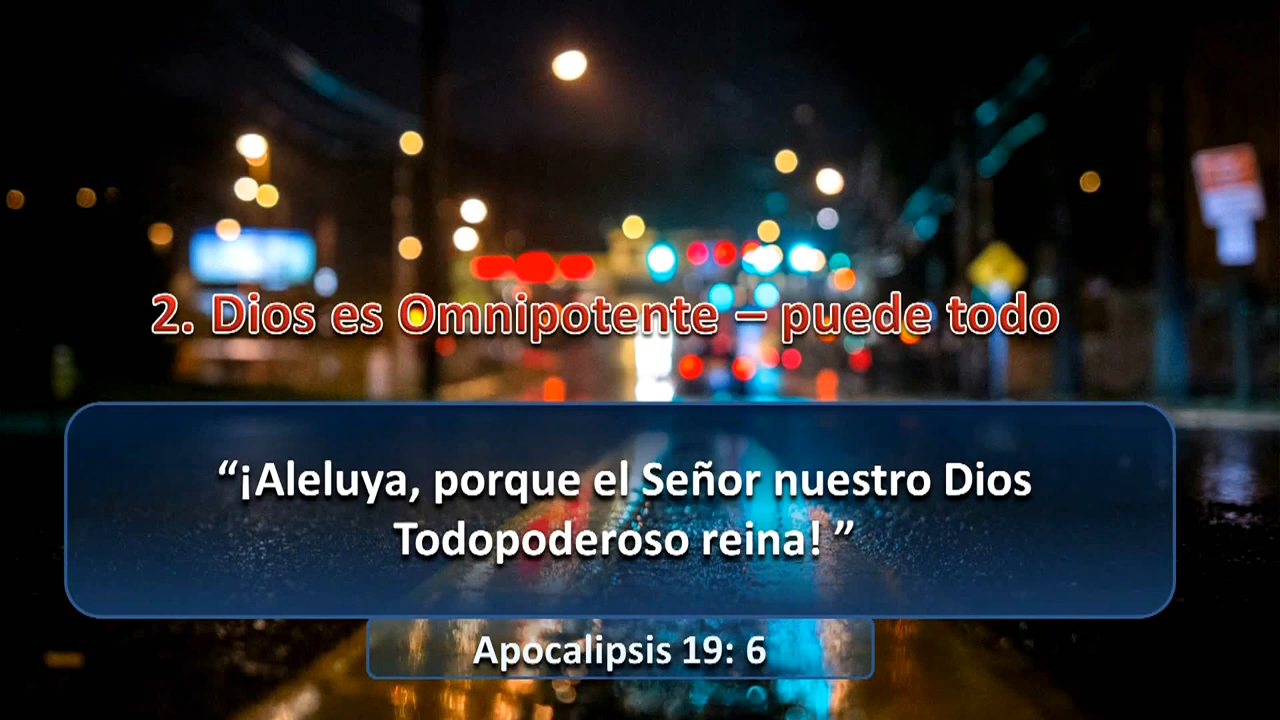 2. Dios es Omnipotente – puede todo
“¡Aleluya, porque el Señor nuestro Dios
Todopoderoso reina! ”
Apocalipsis 19: 6